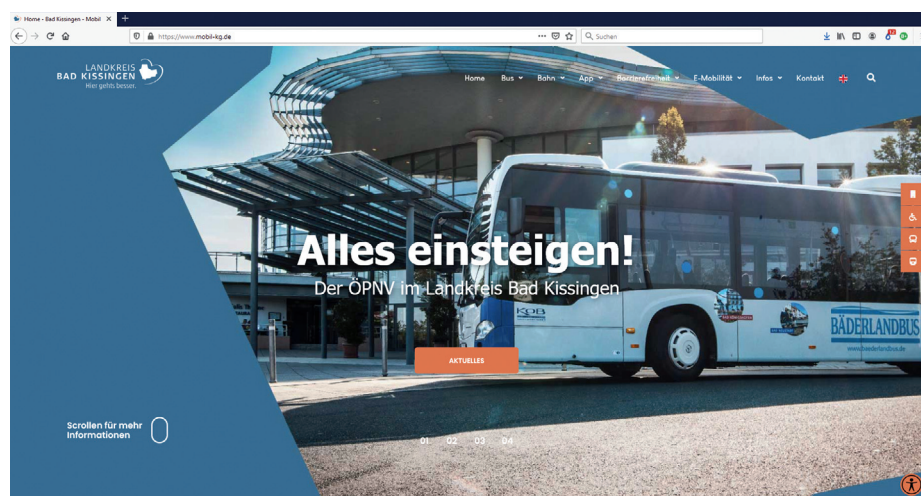 Home - Bad Kissingen - Mobil
https://www.mobil-kg.de
Suchen
LANDKREIS
BAD KISSINGEN
Hier gehts besser.
Home Bus Bahn App Barrierefreiheit E-Mobilität Infos Kontakt
Alles einsteigen!
Der ÖPNV im Landkreis Bad Kissingen
KOB
BÄDERLANDBUS
www.baederlandbus.de
AKTUELLES
Scrollen für mehr
Informationen
01 02 03 04